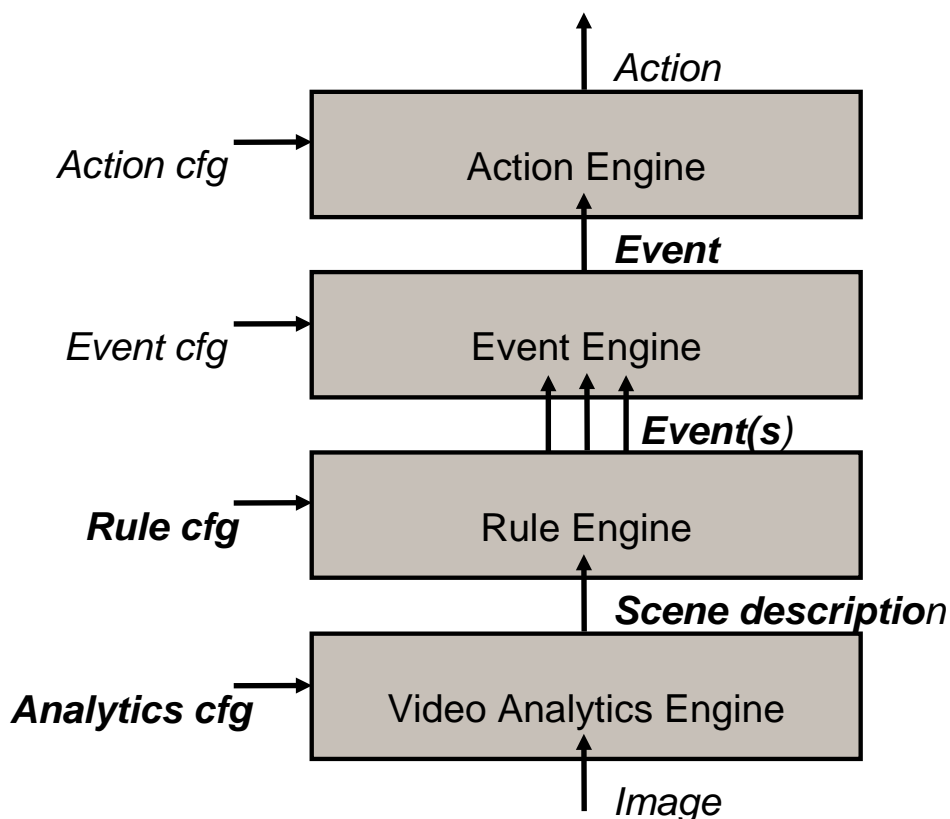 Action
Action cfg
Action Engine
Event
Event cfg
Event Engine
Event(s)
Rule cfg
Rule Engine
Scene description
Analytics cfg
Video Analytics Engine
Image